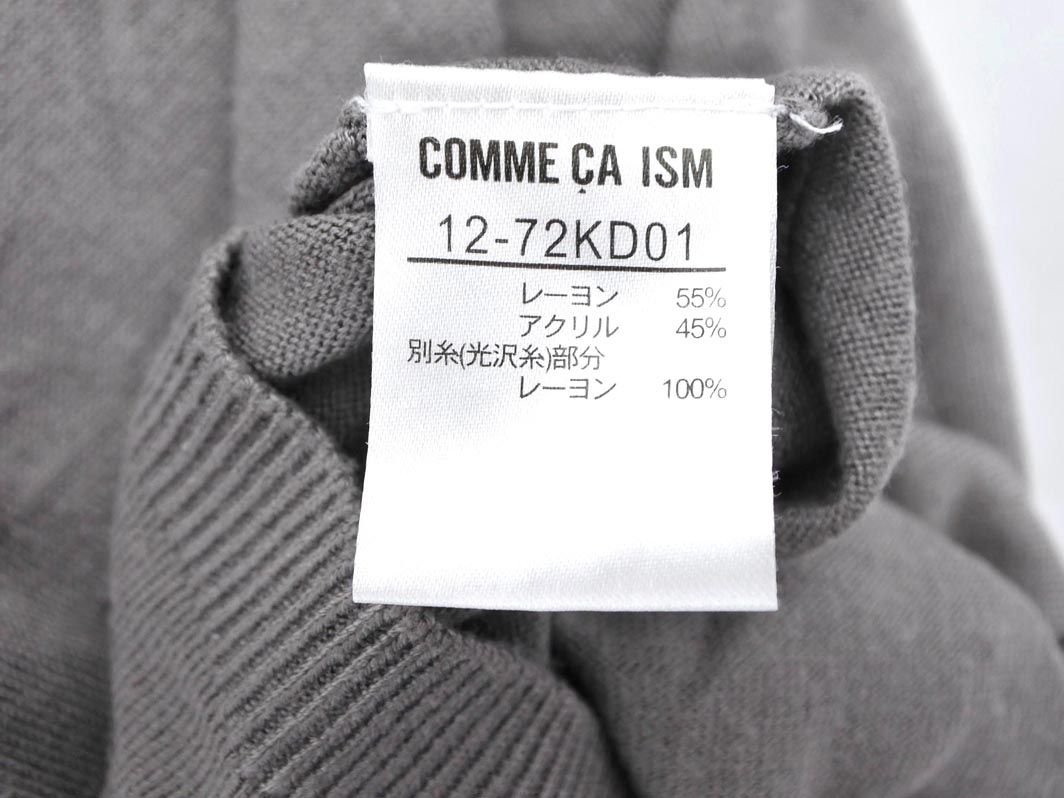 COMME ÇA ISM
12-72KD01
レーヨン 55%
アクリル 45%
別糸(光沢糸)部分
レーヨン 100%